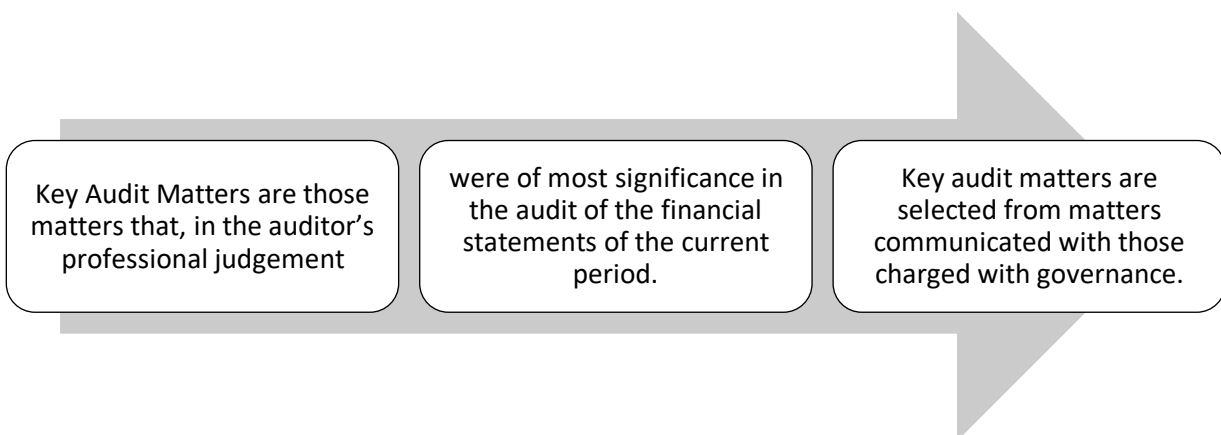 Key Audit Matters are those
matters that, in the auditor’s
professional judgement
were of most significance in
the audit of the financial
statements of the current
period.
Key audit matters are
selected from matters
communicated with those
charged with governance.